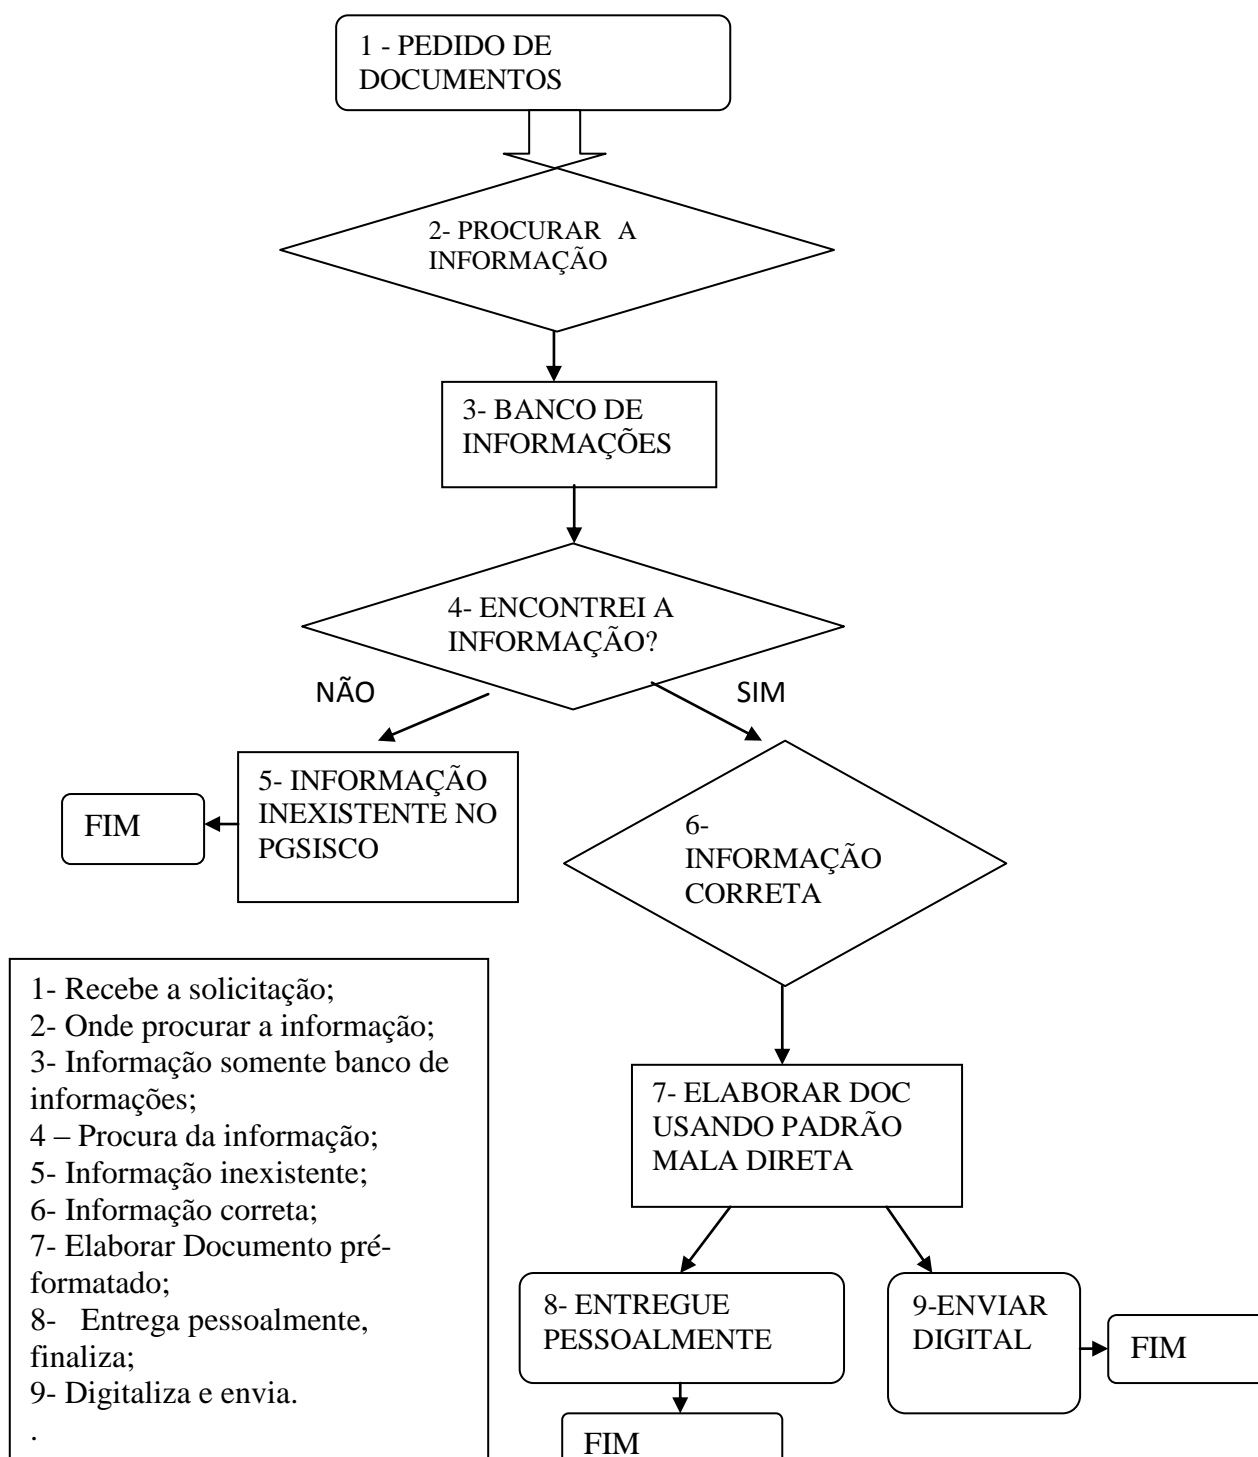 1 - PEDIDO DE
DOCUMENTOS
2- PROCURAR A
INFORMAÇÃO
3- BANCO DE
INFORMAÇÕES
4- ENCONTREI A
INFORMAÇÃO?
NÃO
SIM
5- INFORMAÇÃO
INEXISTENTE NO
PGSISCO
FIM
6-
INFORMAÇÃO
CORRETA
1- Recebe a solicitação;
2- Onde procurar a informação;
3- Informação somente banco de
informações;
4 – Procura da informação;
5- Informação inexistente;
6- Informação correta;
7- Elaborar Documento pré-
formatado;
8- Entrega pessoalmente,
finaliza;
9- Digitaliza e envia.
.
7- ELABORAR DOC
USANDO PADRÃO
MALA DIRETA
8- ENTREGUE
PESSOALMENTE
9-ENVIAR
DIGITAL
FIM
FIM